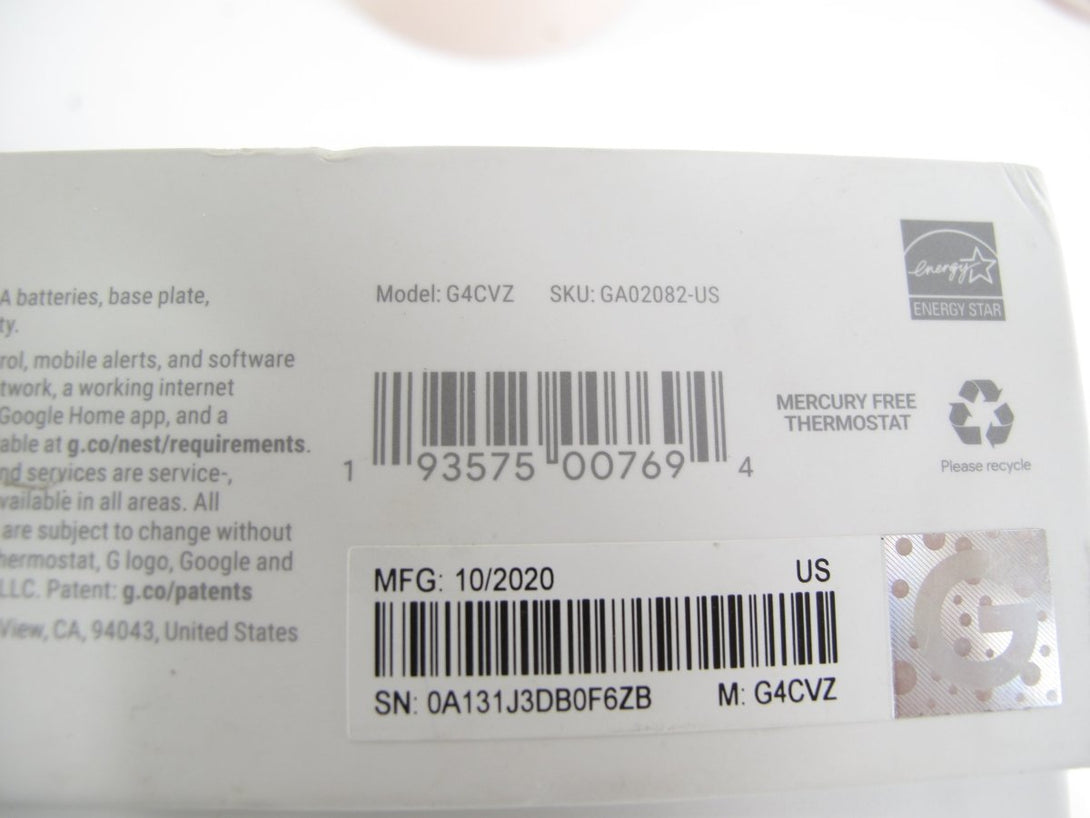 A batteries, base plate,
ty.
rol, mobile alerts, and software
twork, a working internet
Google Home app, and a
able at g.co/nest/requirements.
nd services are service-,
vailable in all areas. All
are subject to change without
hermostat, G logo, Google and
LLC. Patent: g.co/patents
View, CA, 94043, United States
Model: G4CVZ SKU: GA02082-US
1 93575 00769 4
energy
ENERGY STAR
MERCURY FREE
THERMOSTAT
Please recycle
MFG: 10/2020 US
SN: 0A131J3DB0F6ZB M: G4CVZ
G